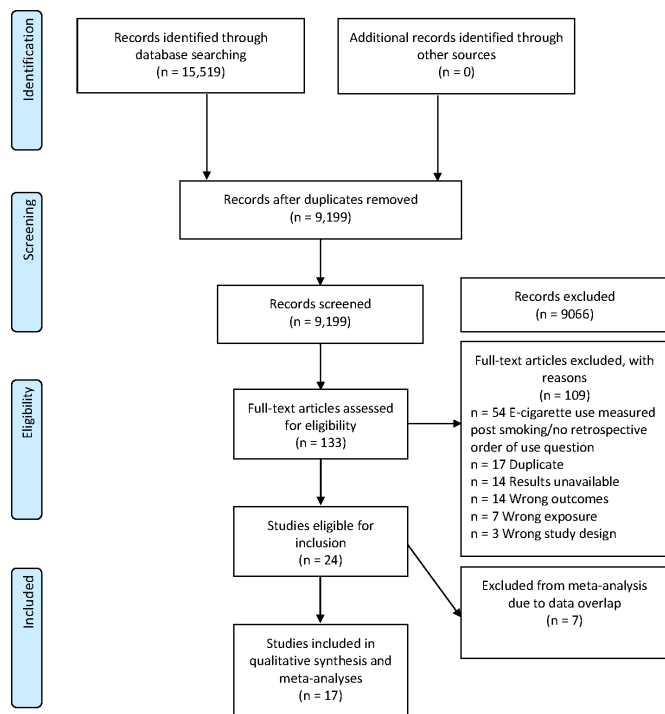 Identification
Records identified through
database searching
(n = 15,519)
Additional records identified through
other sources
(n = 0)
Screening
Records after duplicates removed
(n = 9,199)
Records screened
(n = 9,199)
Records excluded
(n = 9066)
Eligibility
Full-text articles assessed
for eligibility
(n = 133)
Full-text articles excluded, with
reasons
(n = 109)
n = 54 E-cigarette use measured
post smoking/no retrospective
order of use question
n = 17 Duplicate
n = 14 Results unavailable
n = 14 Wrong outcomes
n = 7 Wrong exposure
n = 3 Wrong study design
Studies eligible for
inclusion
(n = 24)
Included
Excluded from meta-analysis
due to data overlap
(n = 7)
Studies included in
qualitative synthesis and
meta-analyses
(n = 17)